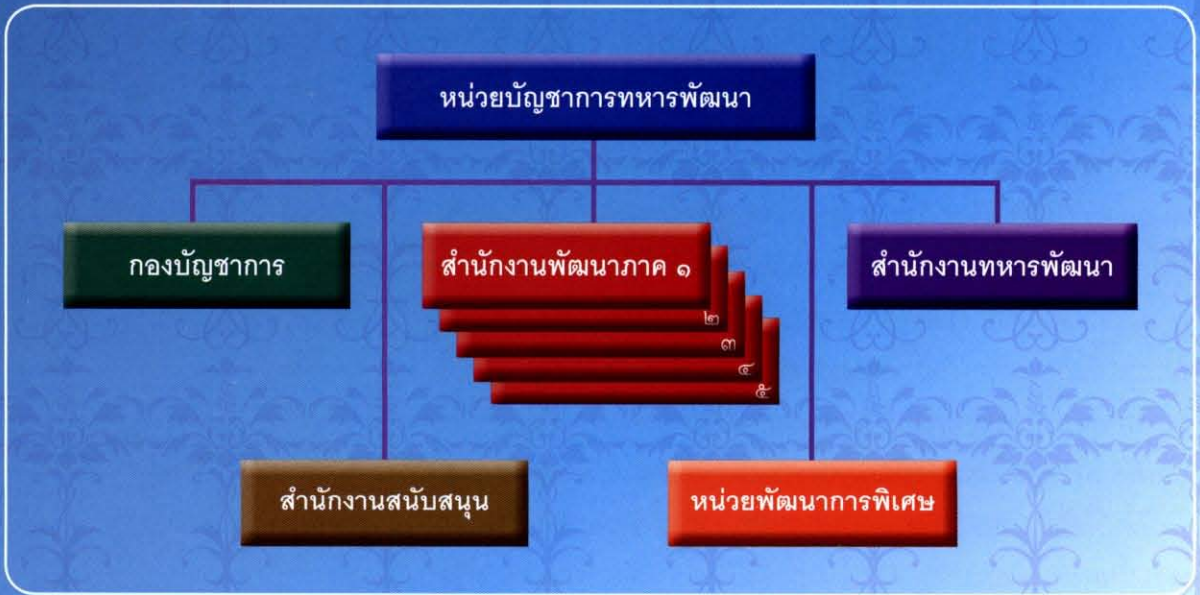 หน่วยบัญชาการทหารพัฒนา
กองบัญชาการ
สำนักงานพัฒนาภาค ๑
๒
๓
๔
๕
สำนักงานทหารพัฒนา
สำนักงานสนับสนุน
หน่วยพัฒนาการพิเศษ